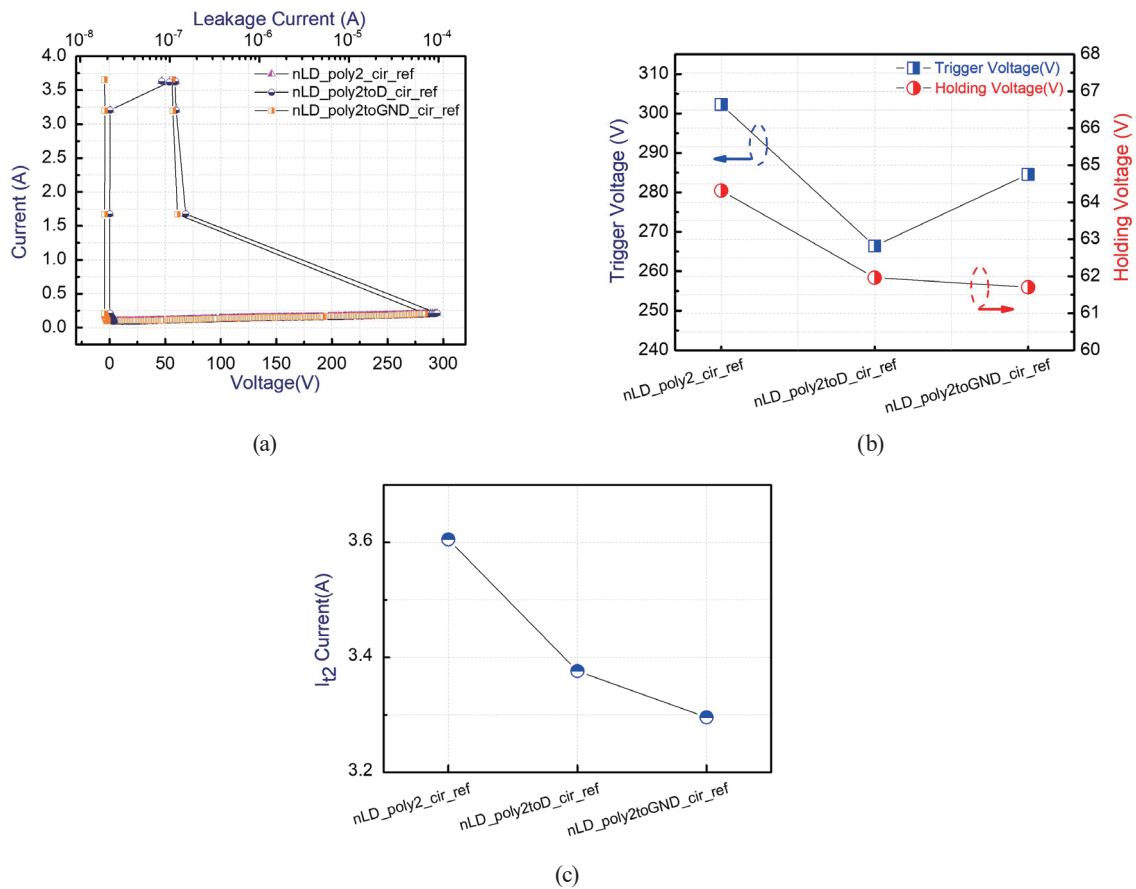 Leakage Current (A)
10^-8 10^-7 10^-6 10^-5 10^-4
4.0
3.5
3.0
2.5
2.0
1.5
1.0
0.5
0.0
Current (A)
nLD_poly2_cir_ref
nLD_poly2toD_cir_ref
nLD_poly2toGND_cir_ref
0 50 100 150 200 250 300
Voltage(V)
(a)
310
300
290
280
270
260
250
240
Trigger Voltage (V)
Trigger Voltage(V)
Holding Voltage(V)
68
67
66
65
64
63
62
61
60
Holding Voltage (V)
nLD_poly2_cir_ref
nLD_poly2toD_cir_ref
nLD_poly2toGND_cir_ref
(b)
3.6
3.4
3.2
I_t2 Current(A)
nLD_poly2_cir_ref
nLD_poly2toD_cir_ref
nLD_poly2toGND_cir_ref
(c)